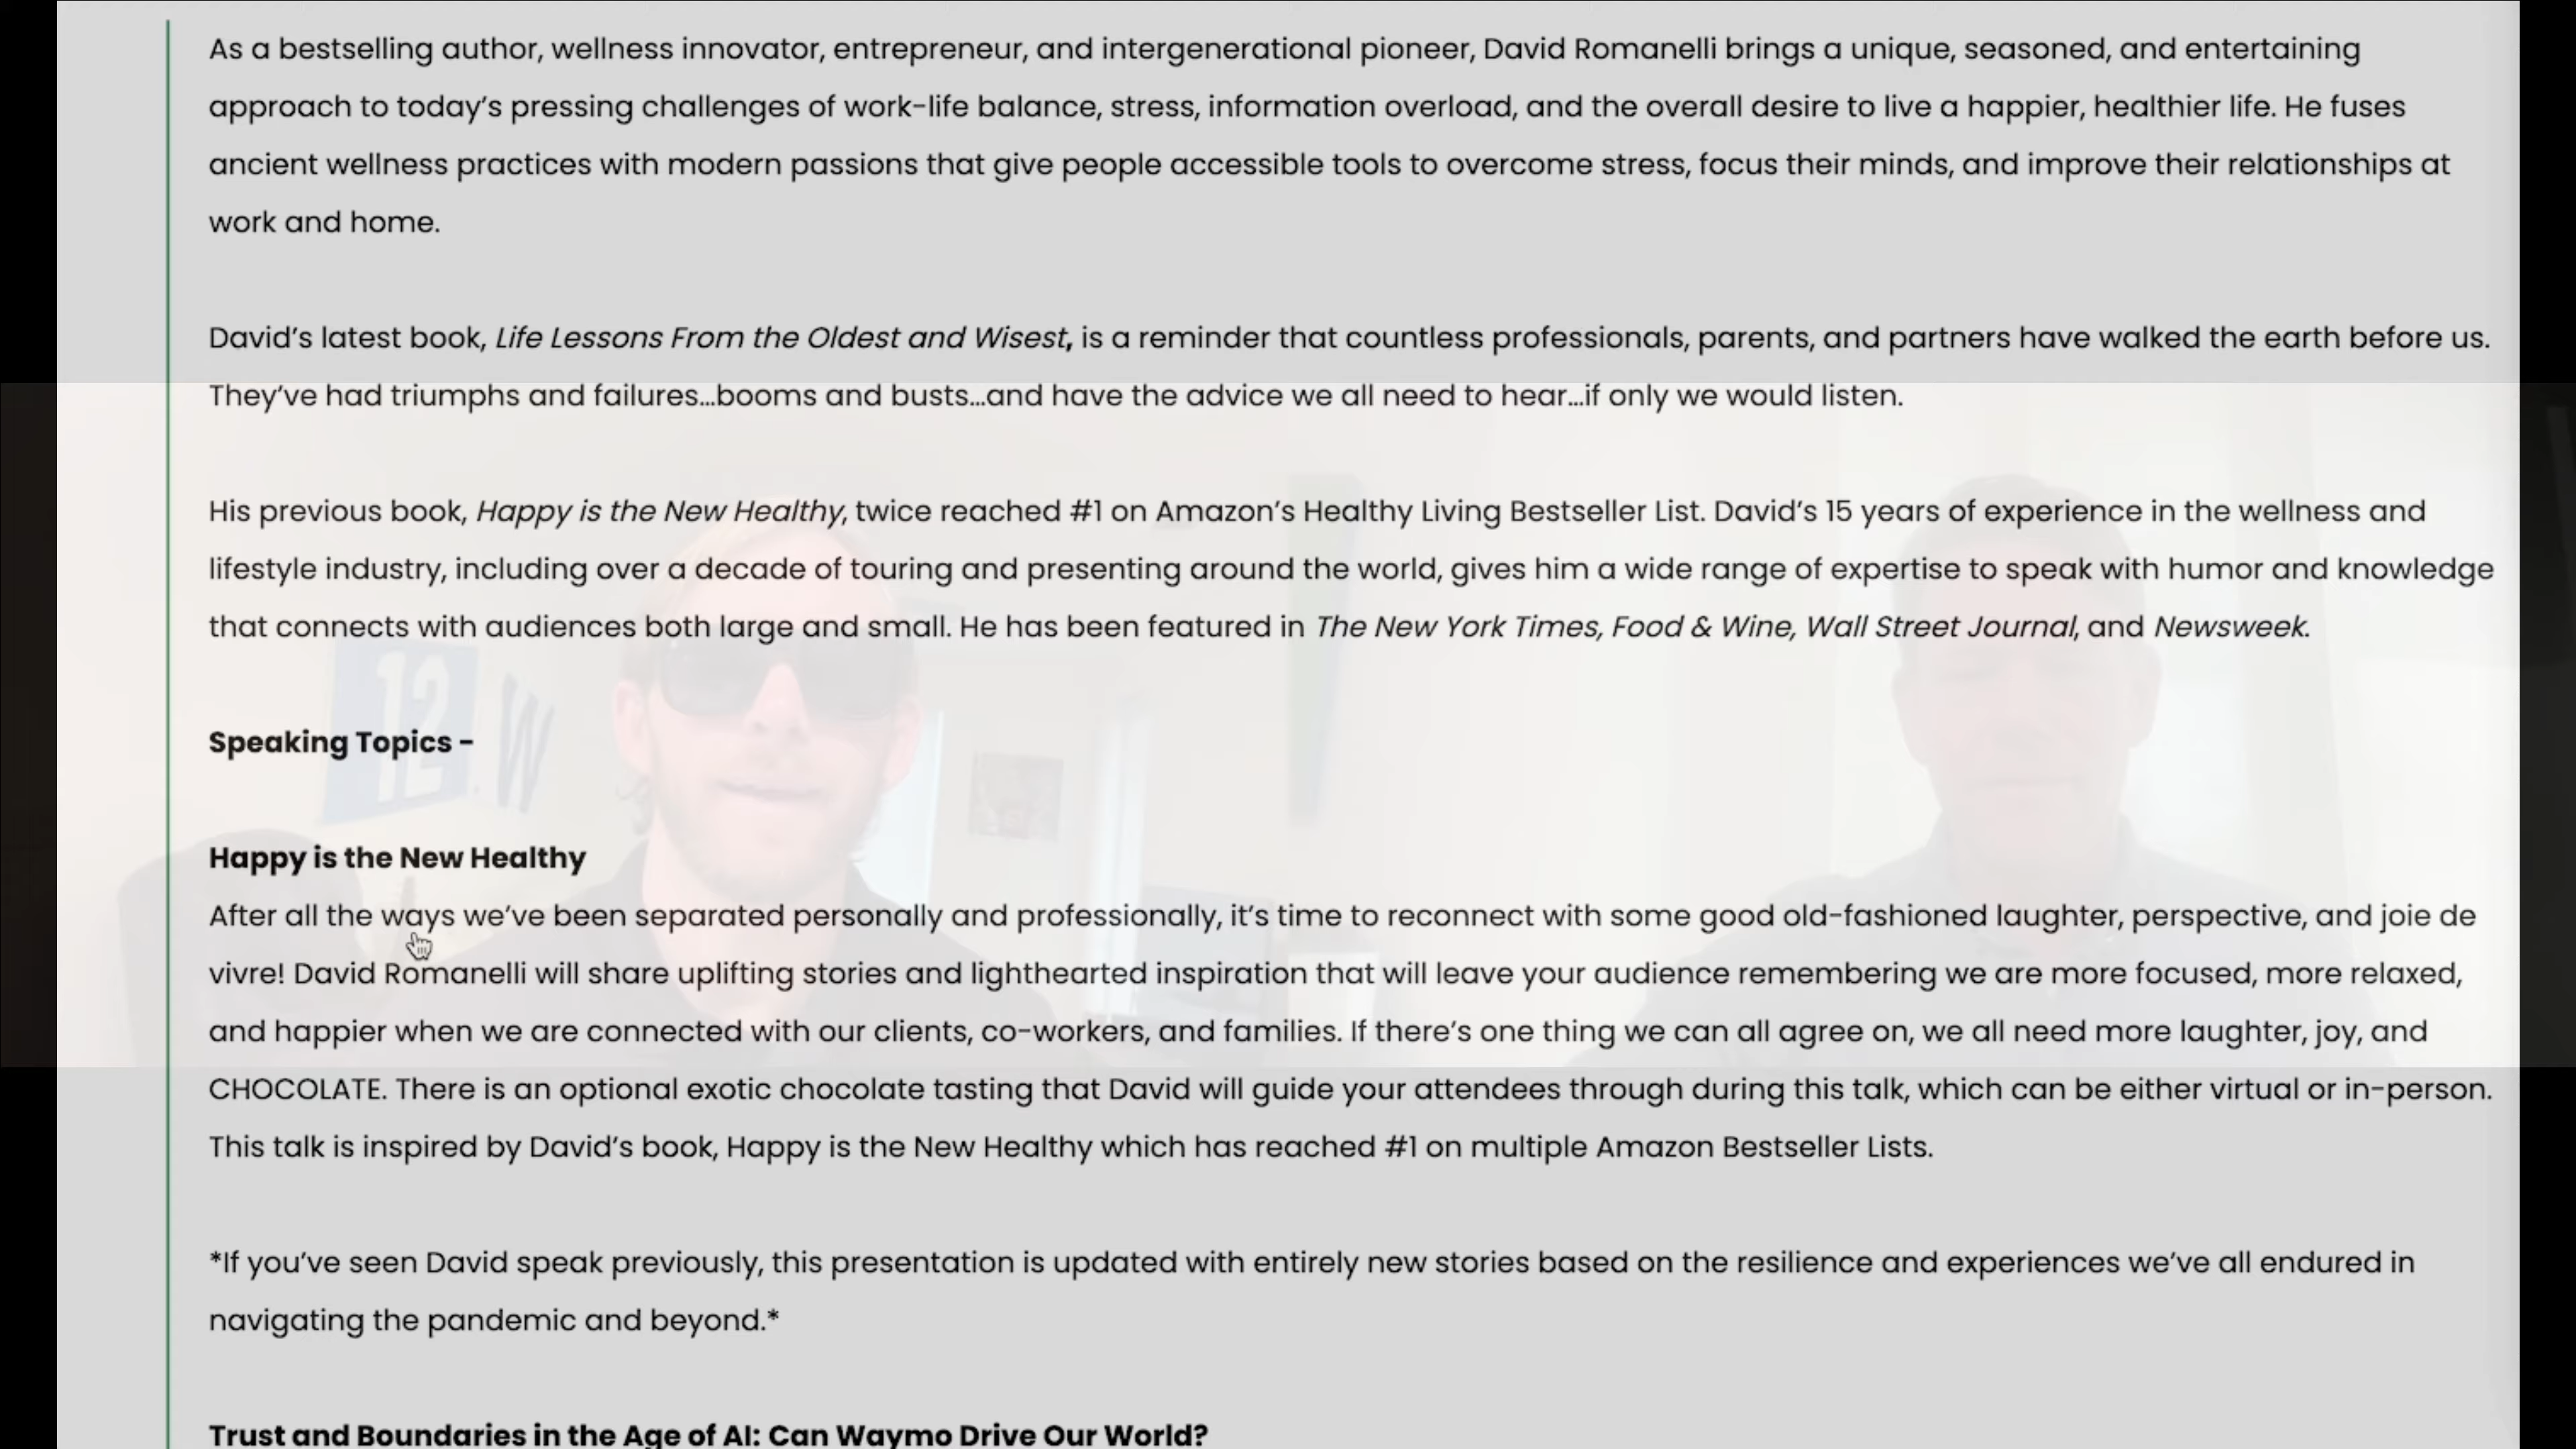 As a bestselling author, wellness innovator, entrepreneur, and intergenerational pioneer, David Romanelli brings a unique, seasoned, and entertaining
approach to today’s pressing challenges of work-life balance, stress, information overload, and the overall desire to live a happier, healthier life. He fuses
ancient wellness practices with modern passions that give people accessible tools to overcome stress, focus their minds, and improve their relationships at
work and home.
David’s latest book, Life Lessons From the Oldest and Wisest, is a reminder that countless professionals, parents, and partners have walked the earth before us.
They’ve had triumphs and failures…booms and busts…and have the advice we all need to hear…if only we would listen.
His previous book, Happy is the New Healthy, twice reached #1 on Amazon’s Healthy Living Bestseller List. David’s 15 years of experience in the wellness and
lifestyle industry, including over a decade of touring and presenting around the world, gives him a wide range of expertise to speak with humor and knowledge
that connects with audiences both large and small. He has been featured in The New York Times, Food & Wine, Wall Street Journal, and Newsweek.
12
W
Speaking Topics -
Happy is the New Healthy
After all the ways we’ve been separated personally and professionally, it’s time to reconnect with some good old-fashioned laughter, perspective, and joie de
vivre! David Romanelli will share uplifting stories and lighthearted inspiration that will leave your audience remembering we are more focused, more relaxed,
and happier when we are connected with our clients, co-workers, and families. If there’s one thing we can all agree on, we all need more laughter, joy, and
CHOCOLATE. There is an optional exotic chocolate tasting that David will guide your attendees through during this talk, which can be either virtual or in-person.
This talk is inspired by David’s book, Happy is the New Healthy which has reached #1 on multiple Amazon Bestseller Lists.
*If you’ve seen David speak previously, this presentation is updated with entirely new stories based on the resilience and experiences we’ve all endured in
navigating the pandemic and beyond.*
Trust and Boundaries in the Age of AI: Can Waymo Drive Our World?